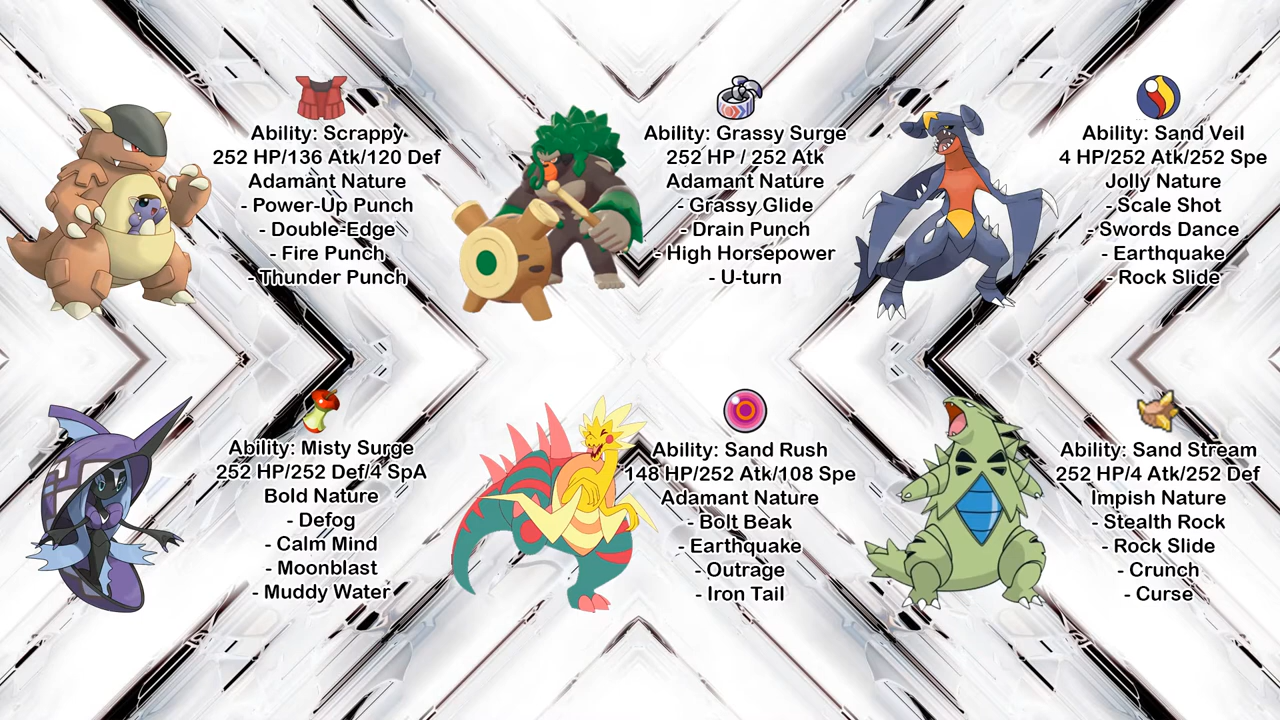 Ability: Scrappy
252 HP/136 Atk/120 Def
Adamant Nature
- Power-Up Punch
- Double-Edge
- Fire Punch
- Thunder Punch
Ability: Grassy Surge
252 HP / 252 Atk
Adamant Nature
- Grassy Glide
- Drain Punch
- High Horsepower
- U-turn
Ability: Sand Veil
4 HP/252 Atk/252 Spe
Jolly Nature
- Scale Shot
- Swords Dance
- Earthquake
- Rock Slide
Ability: Misty Surge
252 HP/252 Def/4 SpA
Bold Nature
- Defog
- Calm Mind
- Moonblast
- Muddy Water
Ability: Sand Rush
148 HP/252 Atk/108 Spe
Adamant Nature
- Bolt Beak
- Earthquake
- Outrage
- Iron Tail
Ability: Sand Stream
252 HP/4 Atk/252 Def
Impish Nature
- Stealth Rock
- Rock Slide
- Crunch
- Curse